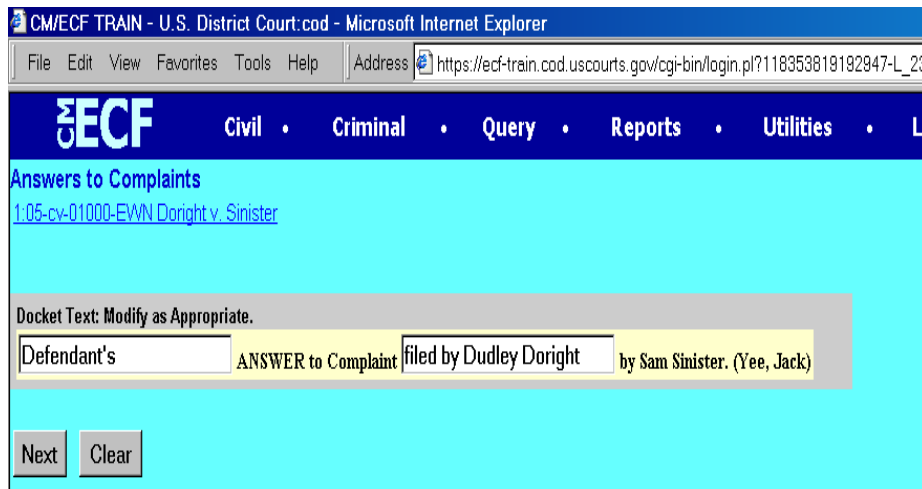 CM/ECF TRAIN - U.S. District Court:cod - Microsoft Internet Explorer
File Edit View Favorites Tools Help Address https://ecf-train.cod.uscourts.gov/cgi-bin/login.pl?118353819192947-L_23
CM ECF Civil • Criminal • Query • Reports • Utilities • L
Answers to Complaints
1:05-cv-01000-EWN Doright v. Sinister
Docket Text: Modify as Appropriate.
Defendant's ANSWER to Complaint filed by Dudley Doright by Sam Sinister. (Yee, Jack)
Next Clear